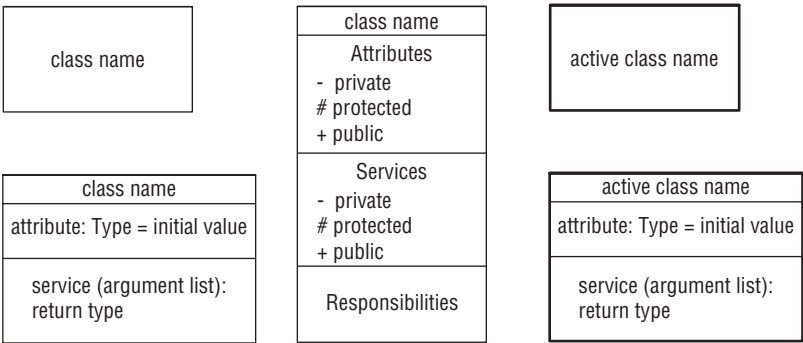 class name
class name
attribute: Type = initial value
service (argument list):
return type
class name
Attributes
- private
# protected
+ public
Services
- private
# protected
+ public
Responsibilities
active class name
active class name
attribute: Type = initial value
service (argument list):
return type